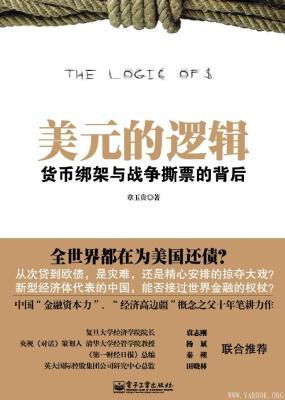 THE LOGIC OF $
美元的逻辑
货币绑架与战争撕票的背后
章玉贵 著
全世界都在为美国还债?
从次贷到欧债,是灾难,还是精心安排的掠夺大戏?
新型经济体代表的中国,能否接过世界金融的权杖?
中国“金融资本力”、“经济高边疆”概念之父十年笔耕力作
复旦大学经济学院院长 袁志刚
央视《对话》策划人 清华大学经管学院教授 杨斌
《第一财经日报》总编 秦朔
英大国际控股集团公司研究中心总监 田晓林
联合推荐
电子工业出版社
WWW.YABOOK.ORG